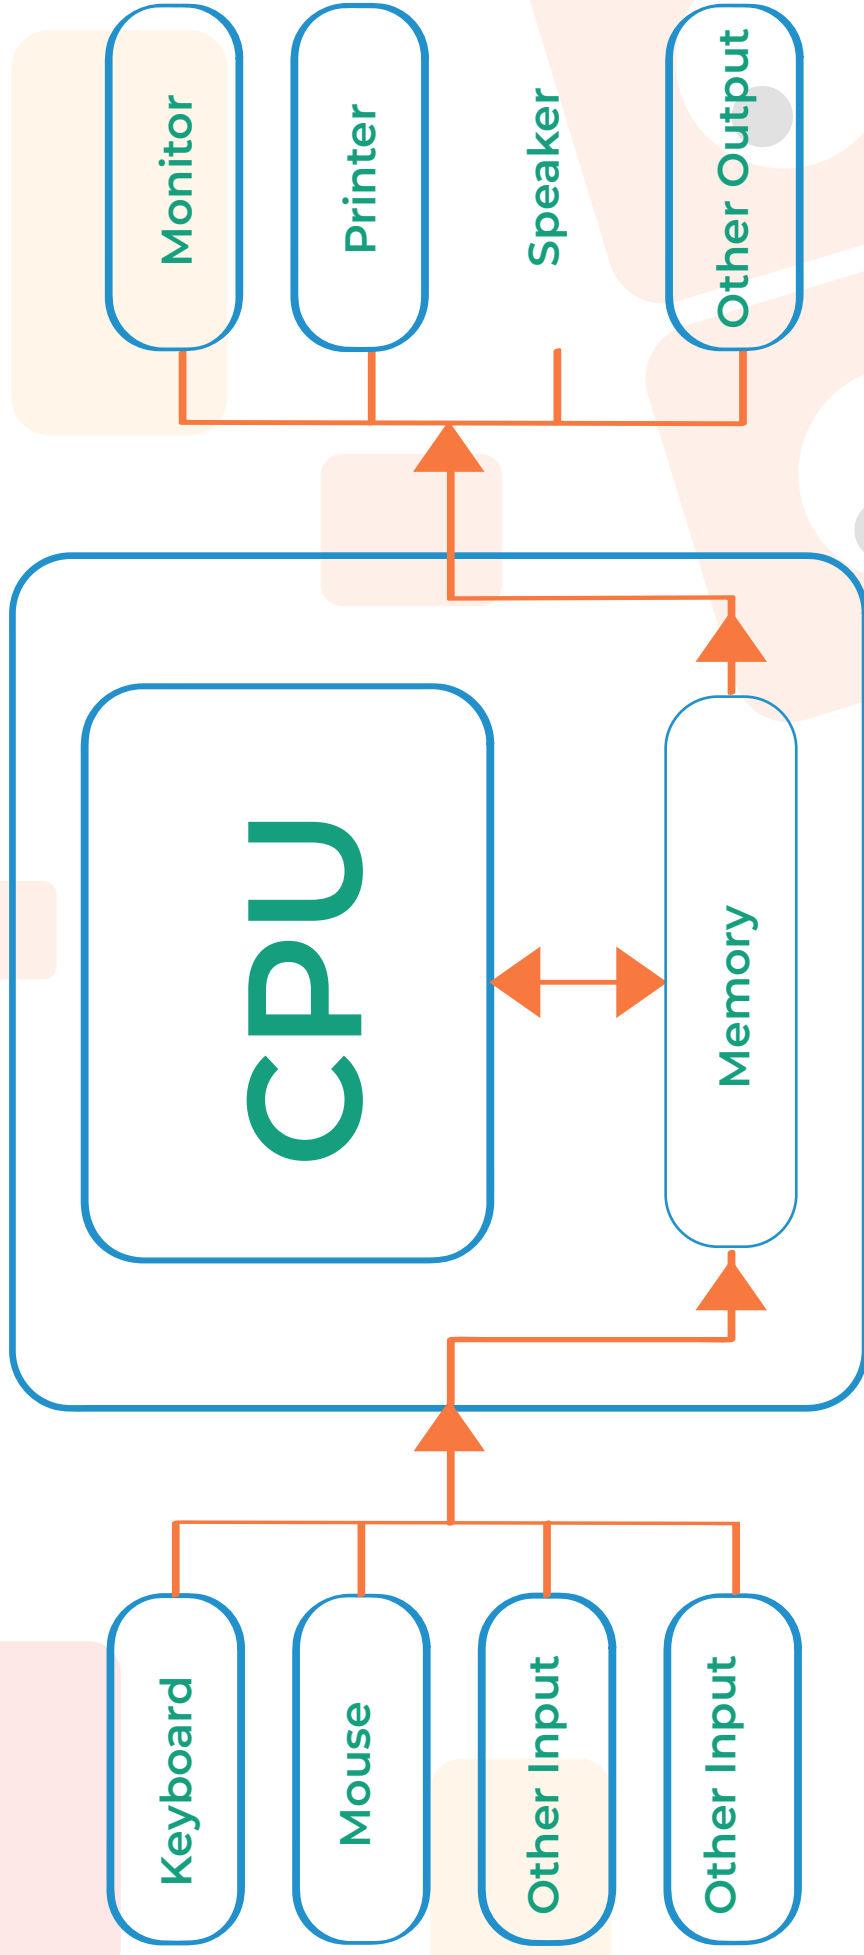 Keyboard
Mouse
Other Input
Other Input
CPU
Memory
Monitor
Printer
Speaker
Other Output